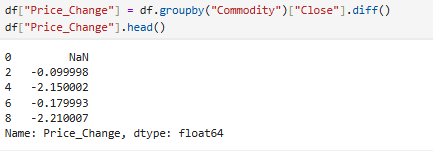 df["Price_Change"] = df.groupby("Commodity")["Close"].diff()
df["Price_Change"].head()
0         NaN
2   -0.099998
4   -2.150002
6   -0.179993
8   -2.210007
Name: Price_Change, dtype: float64